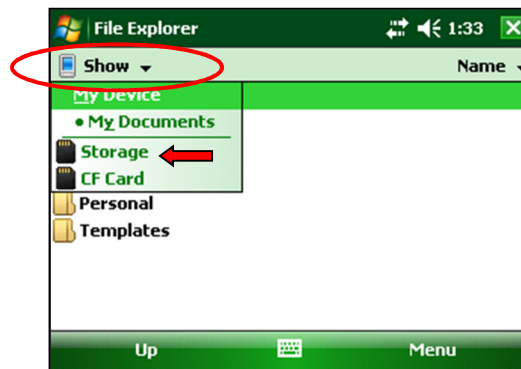 File Explorer 1:33
Show Name
My Device
My Documents
Storage
CF Card
Personal
Templates
Up Menu